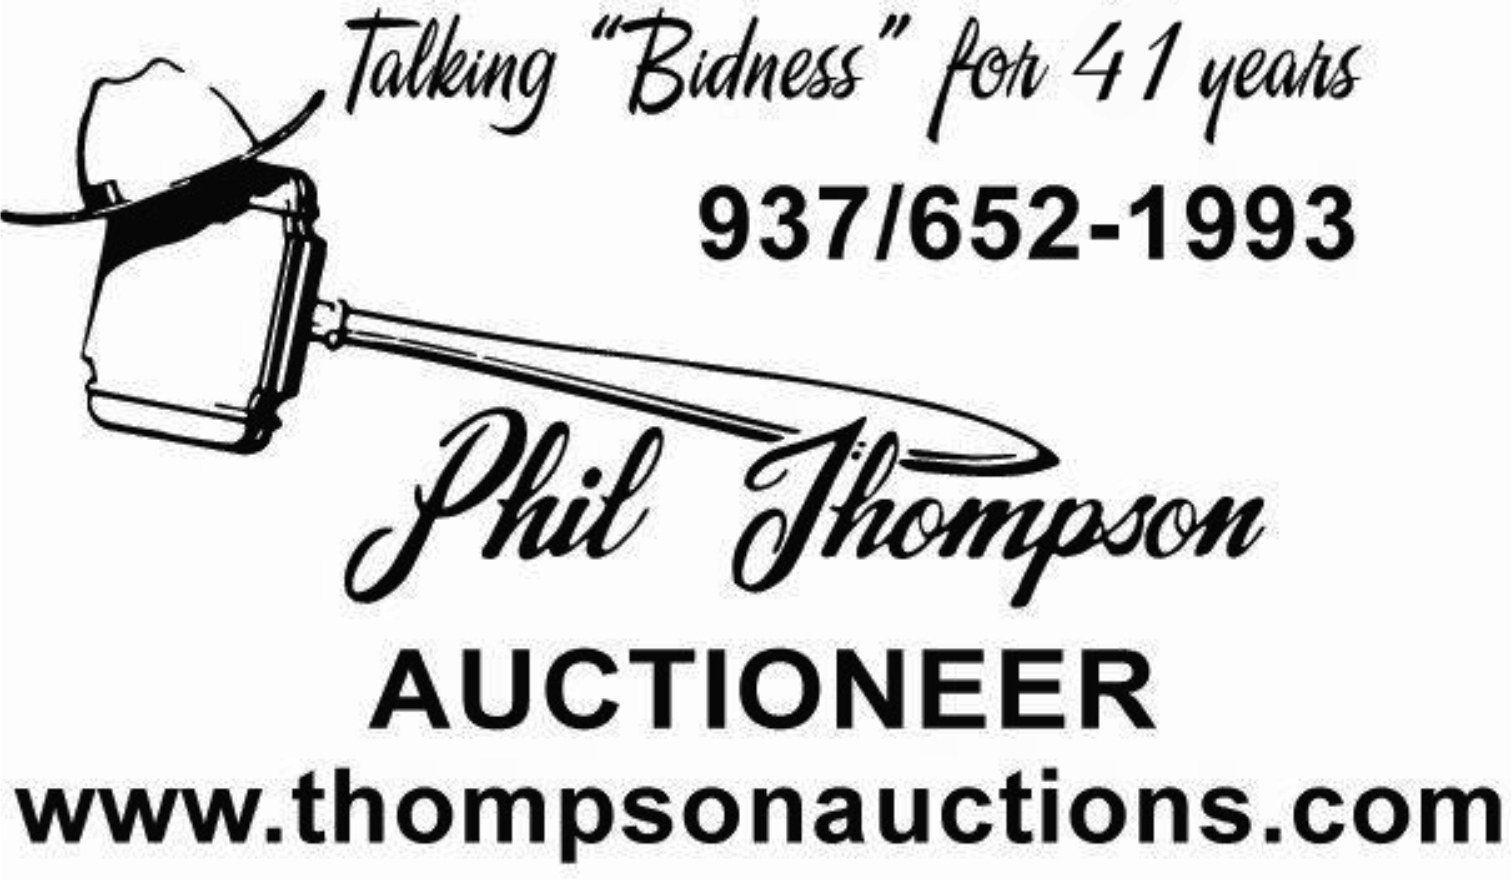 Talking “Bidness” for 41 years
937/652-1993
Phil Thompson
AUCTIONEER
www.thompsonauctions.com